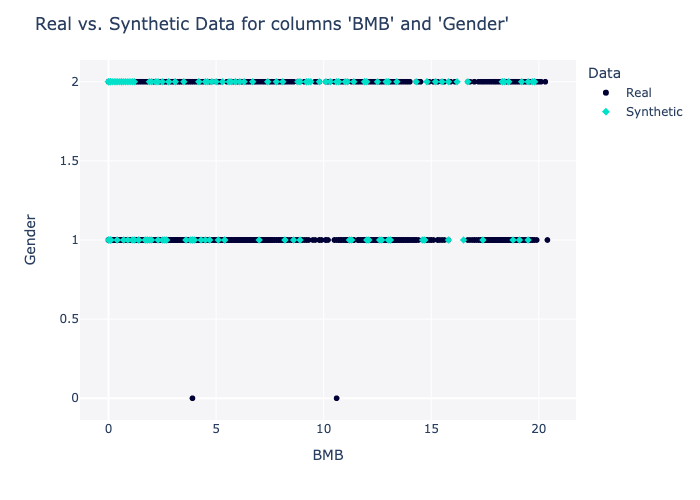 Real vs. Synthetic Data for columns 'BMB' and 'Gender'
Data
Real
Synthetic
2
1.5
1
0.5
0
Gender
0
5
10
15
20
BMB